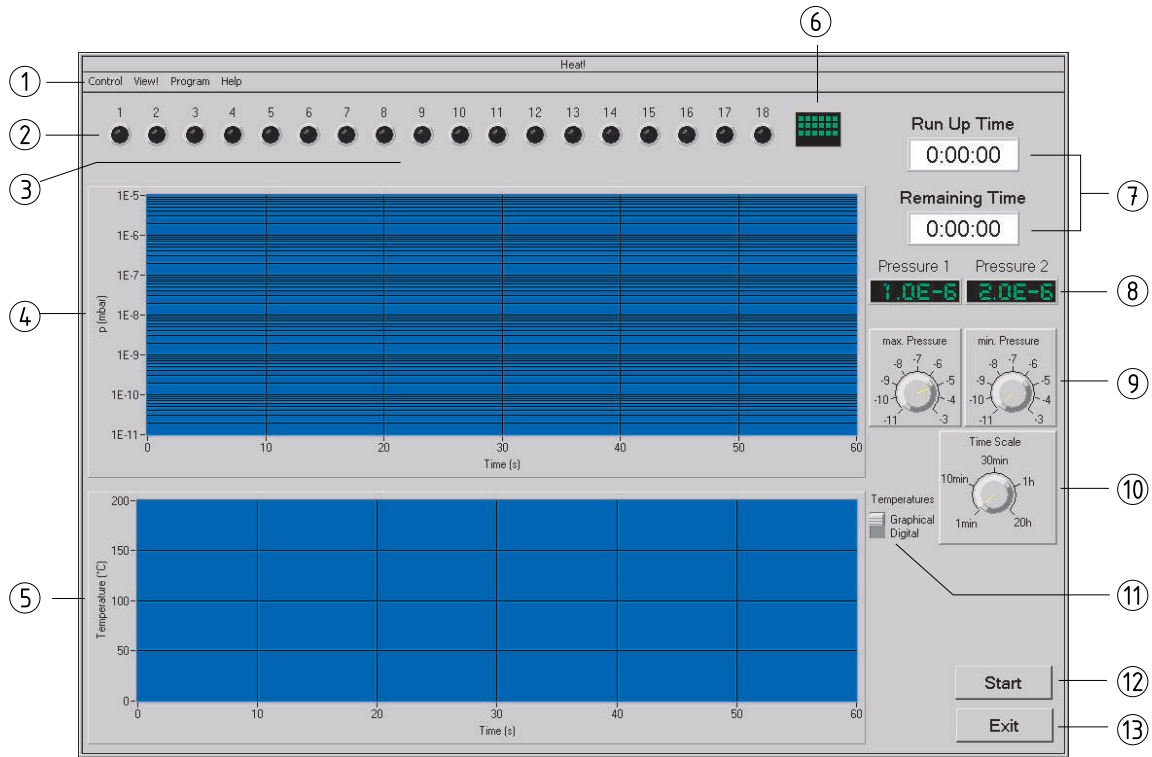 6
Heat!
1
Control View! Program Help
1 2 3 4 5 6 7 8 9 10 11 12 13 14 15 16 17 18
2
Run Up Time
0:00:00
3
7
Remaining Time
0:00:00
Pressure 1 Pressure 2
1.0E-6 2.0E-6
8
4
p (mbar)
1E-5
1E-6
1E-7
1E-8
1E-9
1E-10
1E-11
0 10 20 30 40 50 60
Time (s)
max. Pressure
-11 -10 -9 -8 -7 -6 -5 -4 -3
min. Pressure
-11 -10 -9 -8 -7 -6 -5 -4 -3
9
Time Scale
30min
10min 1h
1min 20h
10
Temperatures
Graphical
Digital
11
5
Temperature (°C)
200
150
100
50
0
0 10 20 30 40 50 60
Time (s)
Start
12
Exit
13